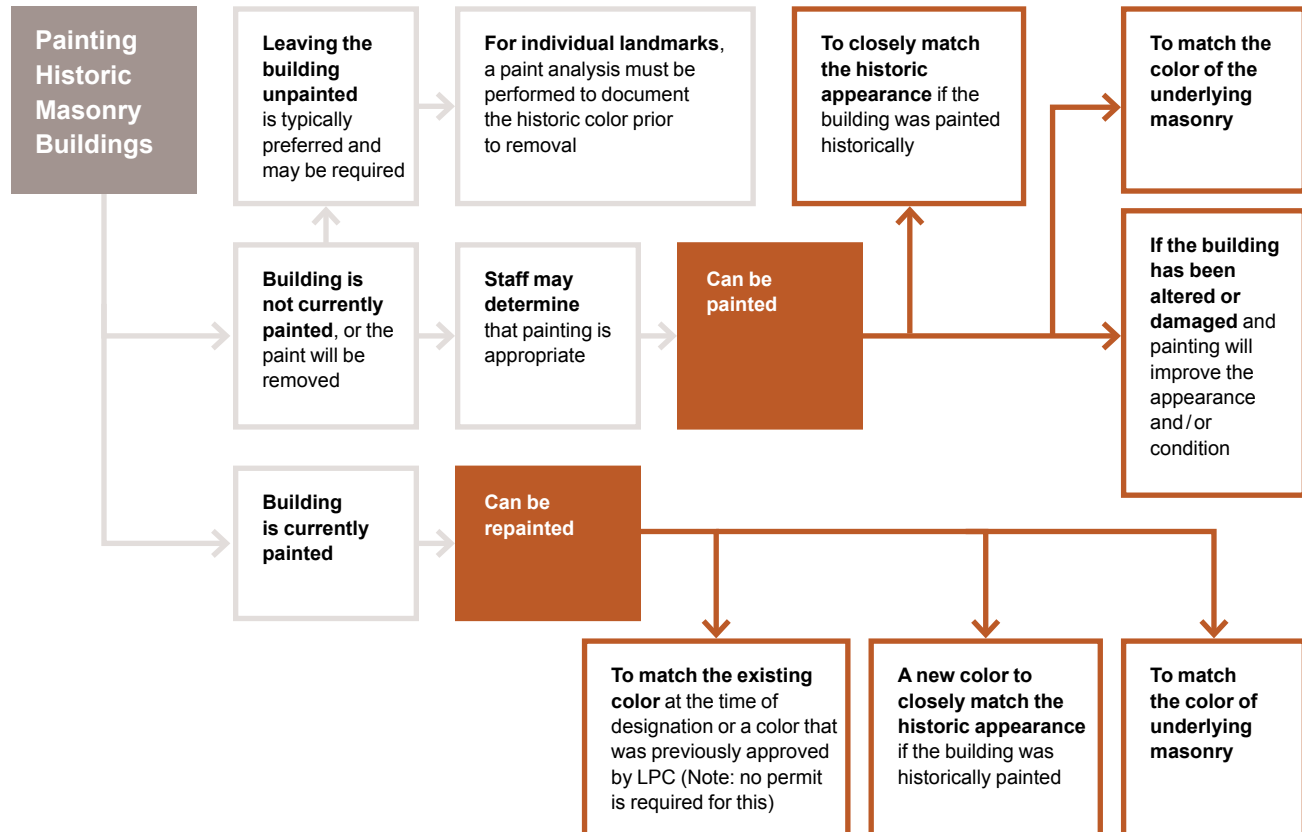 Painting
Historic
Masonry
Buildings
Leaving the
building
unpainted
is typically
preferred and
may be required
For individual landmarks,
a paint analysis must be
performed to document
the historic color prior
to removal
To closely match
the historic
appearance if the
building was painted
historically
To match the
color of the
underlying
masonry
Building is
not currently
painted, or the
paint will be
removed
Staff may
determine
that painting is
appropriate
Can be
painted
If the building
has been
altered or
damaged and
painting will
improve the
appearance
and/or
condition
Building
is currently
painted
Can be
repainted
To match the existing
color at the time of
designation or a color that
was previously approved
by LPC (Note: no permit
is required for this)
A new color to
closely match the
historic appearance
if the building was
historically painted
To match
the color of
underlying
masonry